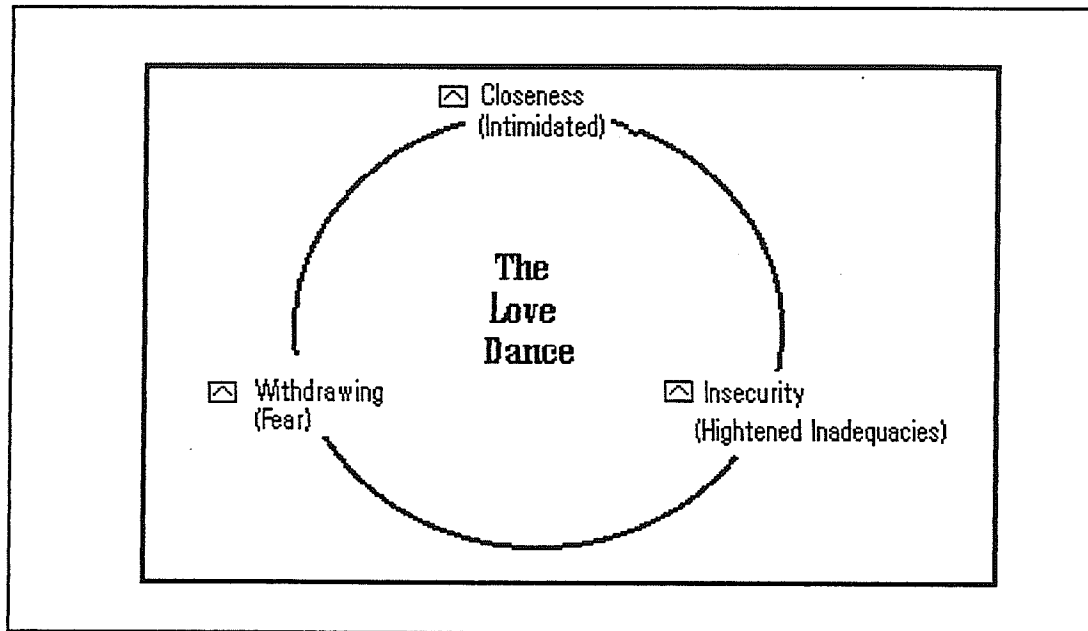 Closeness
(Intimidated)
The
Love
Dance
Withdrawing
(Fear)
Insecurity
(Hightened Inadequacies)